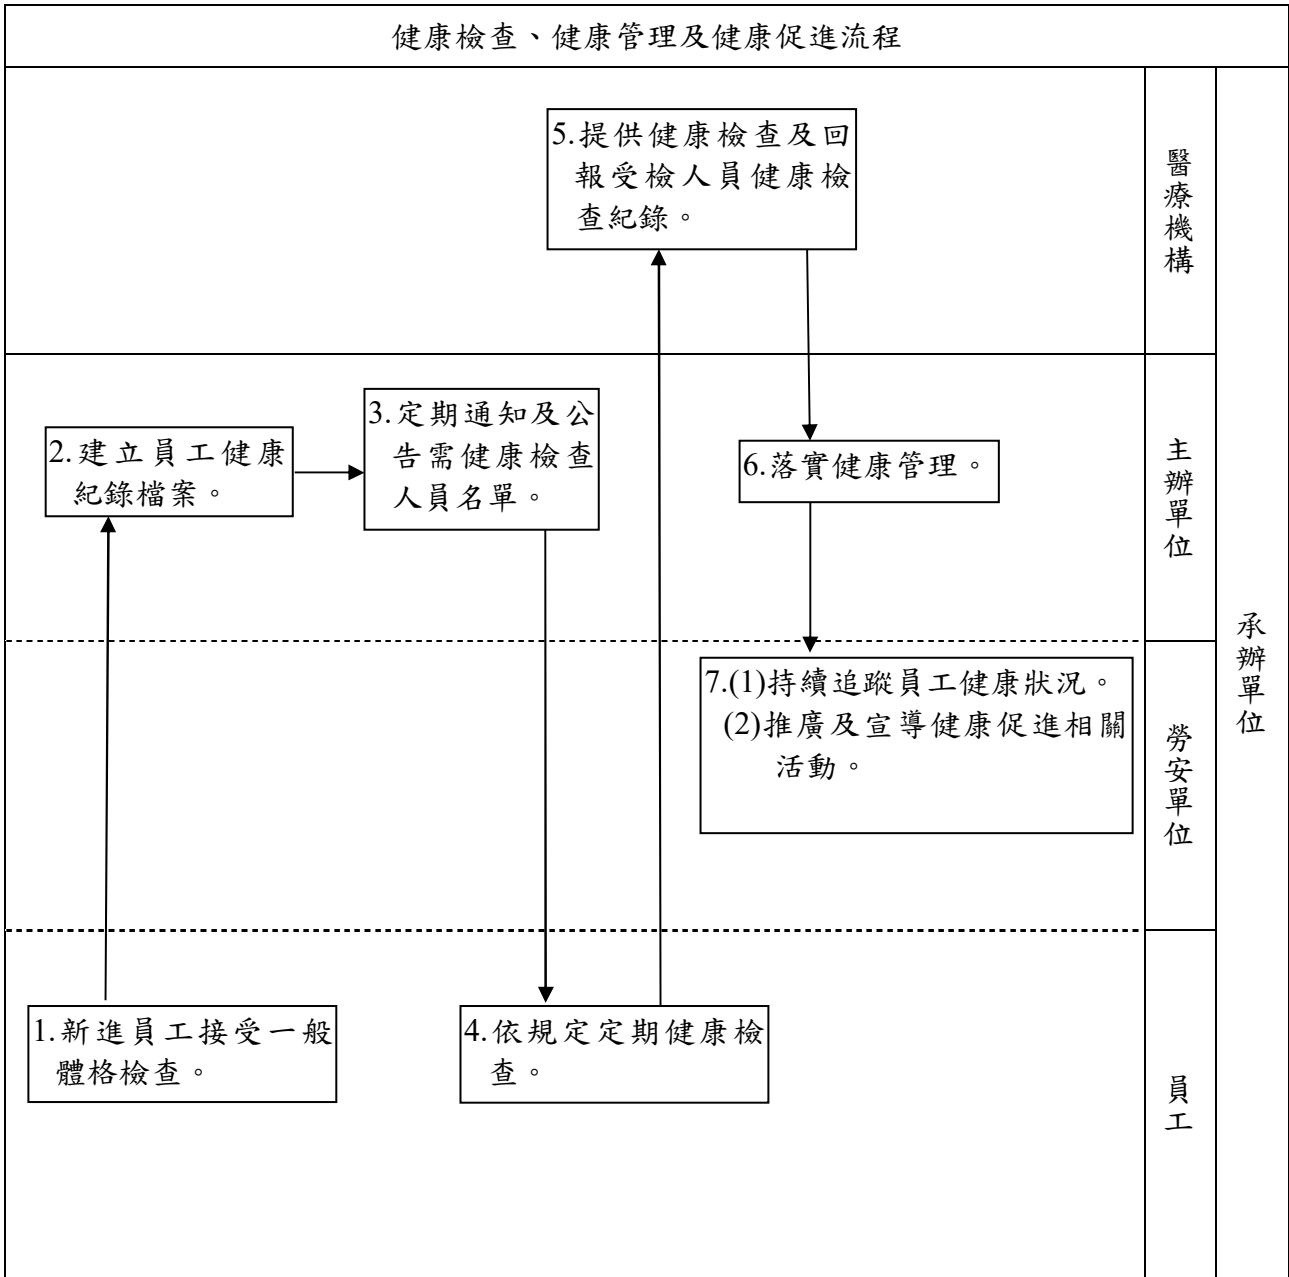 健康檢查、健康管理及健康促進流程
5.提供健康檢查及回
報受檢人員健康檢
查紀錄。
醫療機構
2.建立員工健康
紀錄檔案。
3.定期通知及公
告需健康檢查
人員名單。
6.落實健康管理。
主辦單位
承辦單位
7.(1)持續追蹤員工健康狀況。
(2)推廣及宣導健康促進相關
活動。
勞安單位
1.新進員工接受一般
體格檢查。
4.依規定定期健康檢
查。
員工